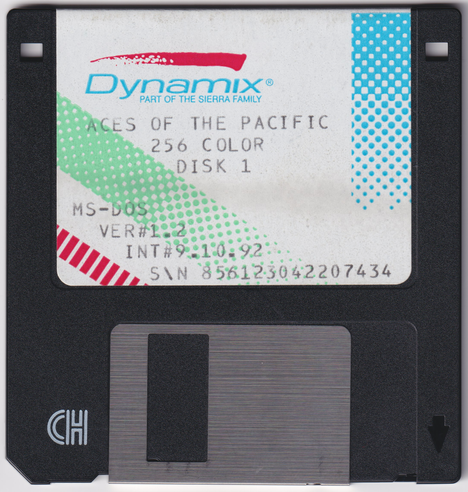 Dynamix®
PART OF THE SIERRA FAMILY
ACES OF THE PACIFIC
256 COLOR
DISK 1
MS-DOS
VER#1.2
INT#9.10.92
S\N 856123042207434
CH